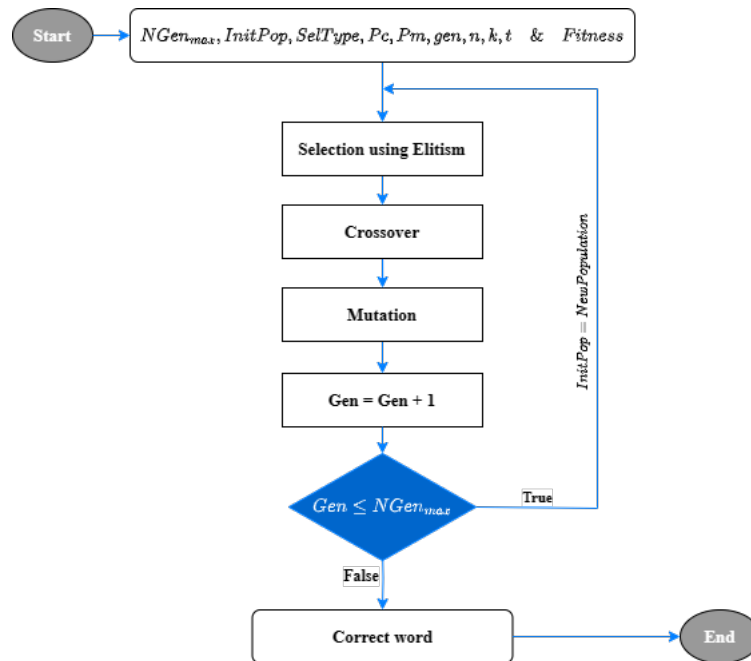 Start
NGen_max, InitPop, SelType, Pc, Pm, gen, n, k, t & Fitness
Selection using Elitism
Crossover
Mutation
InitPop = NewPopulation
Gen = Gen + 1
Gen ≤ NGen_max
True
False
Correct word
End